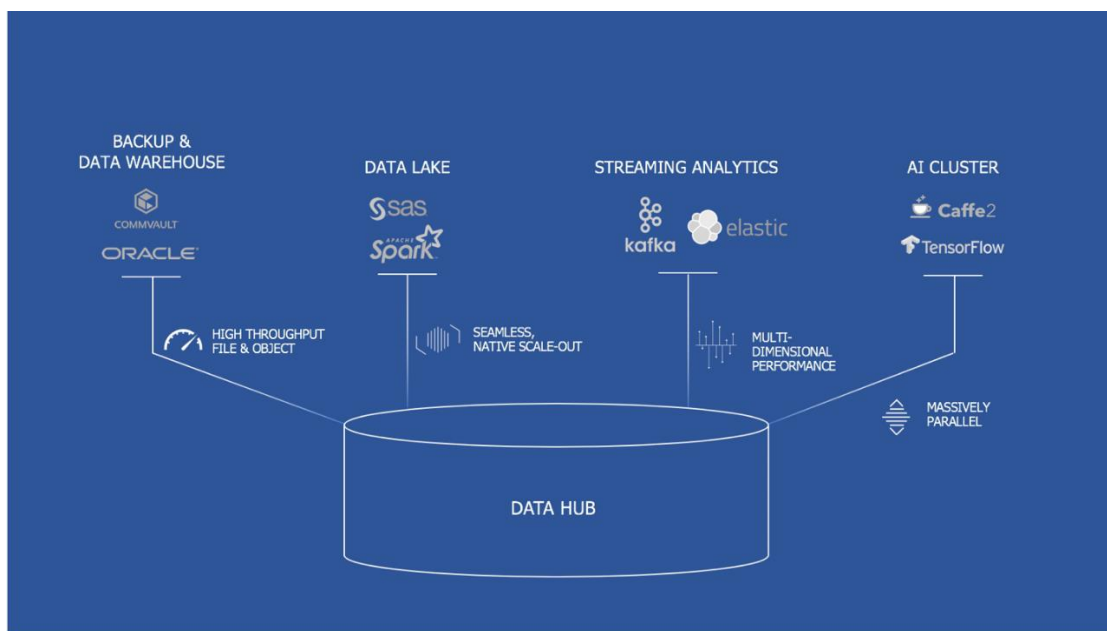 BACKUP &
DATA WAREHOUSE
COMMVAULT
ORACLE®
DATA LAKE
sas
APACHE
Spark™
STREAMING ANALYTICS
kafka
elastic
AI CLUSTER
Caffe2
TensorFlow
HIGH THROUGHPUT
FILE & OBJECT
SEAMLESS,
NATIVE SCALE-OUT
MULTI-
DIMENSIONAL
PERFORMANCE
MASSIVELY
PARALLEL
DATA HUB